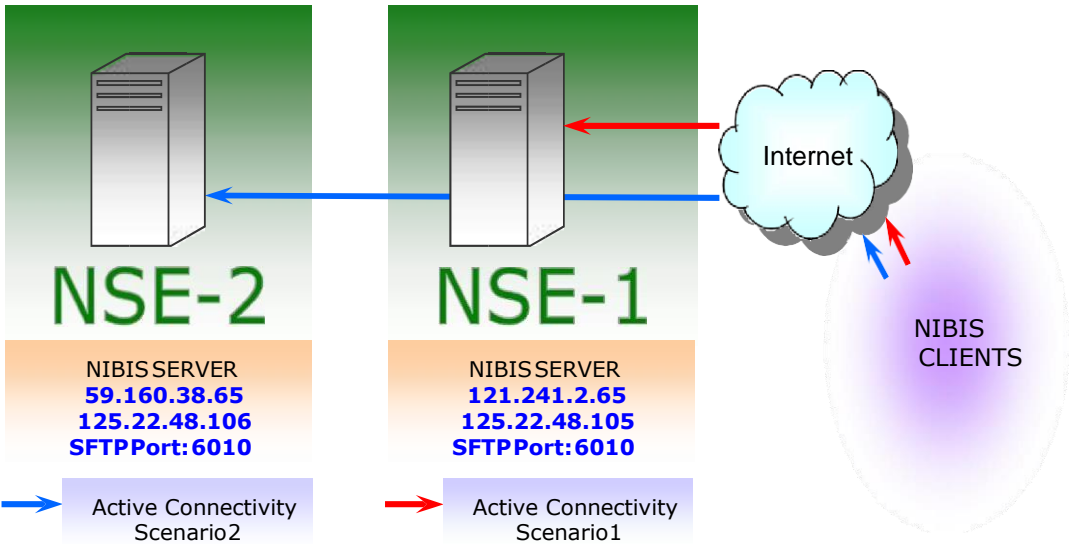 Internet
NSE-2
NSE-1
NIBIS
CLIENTS
NIBIS SERVER
59.160.38.65
125.22.48.106
SFTP Port: 6010
NIBIS SERVER
121.241.2.65
125.22.48.105
SFTP Port: 6010
Active Connectivity
Scenario2
Active Connectivity
Scenario1